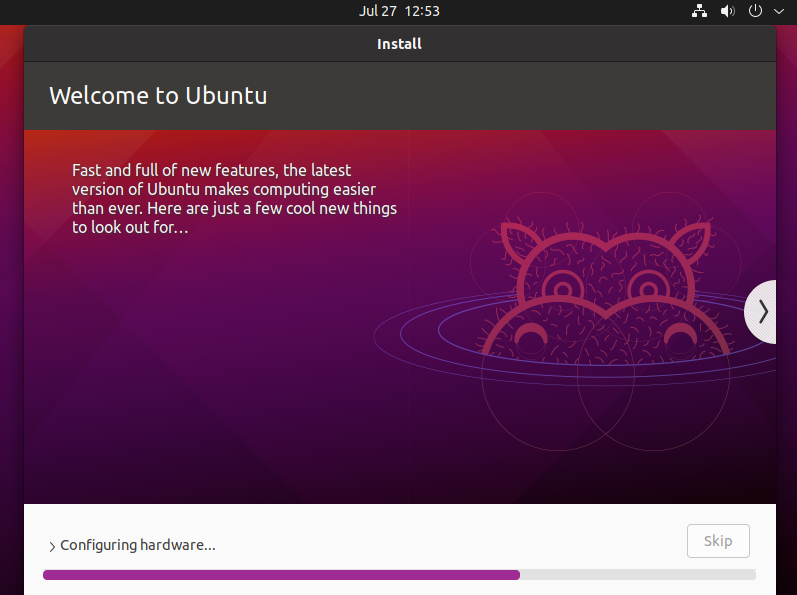 Jul 27 12:53
Install
Welcome to Ubuntu
Fast and full of new features, the latest
version of Ubuntu makes computing easier
than ever. Here are just a few cool new things
to look out for…
Configuring hardware...
Skip